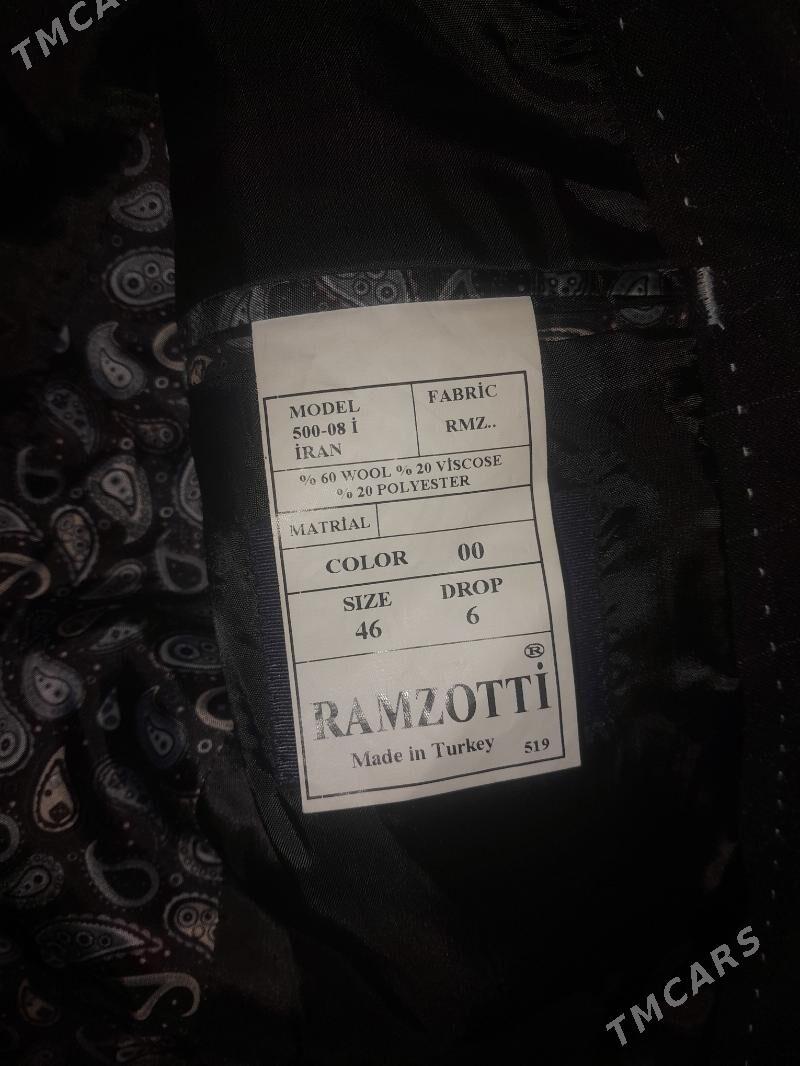 TMCARS
MODEL
500-08 İ
İRAN
FABRİC
RMZ..
% 60 WOOL % 20 VİSCOSE
% 20 POLYESTER
MATRİAL
COLOR 00
SIZE DROP
46 6
RAMZOTTİ®
Made in Turkey 519
TMCARS